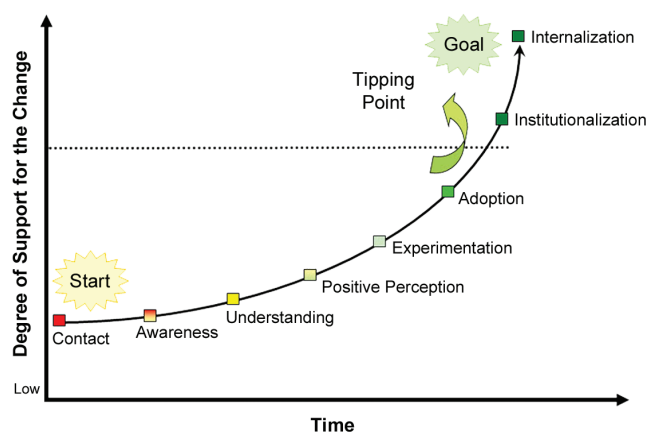 Degree of Support for the Change
Goal
Internalization
Tipping
Point
Institutionalization
Adoption
Experimentation
Start
Positive Perception
Understanding
Awareness
Contact
Low
Time